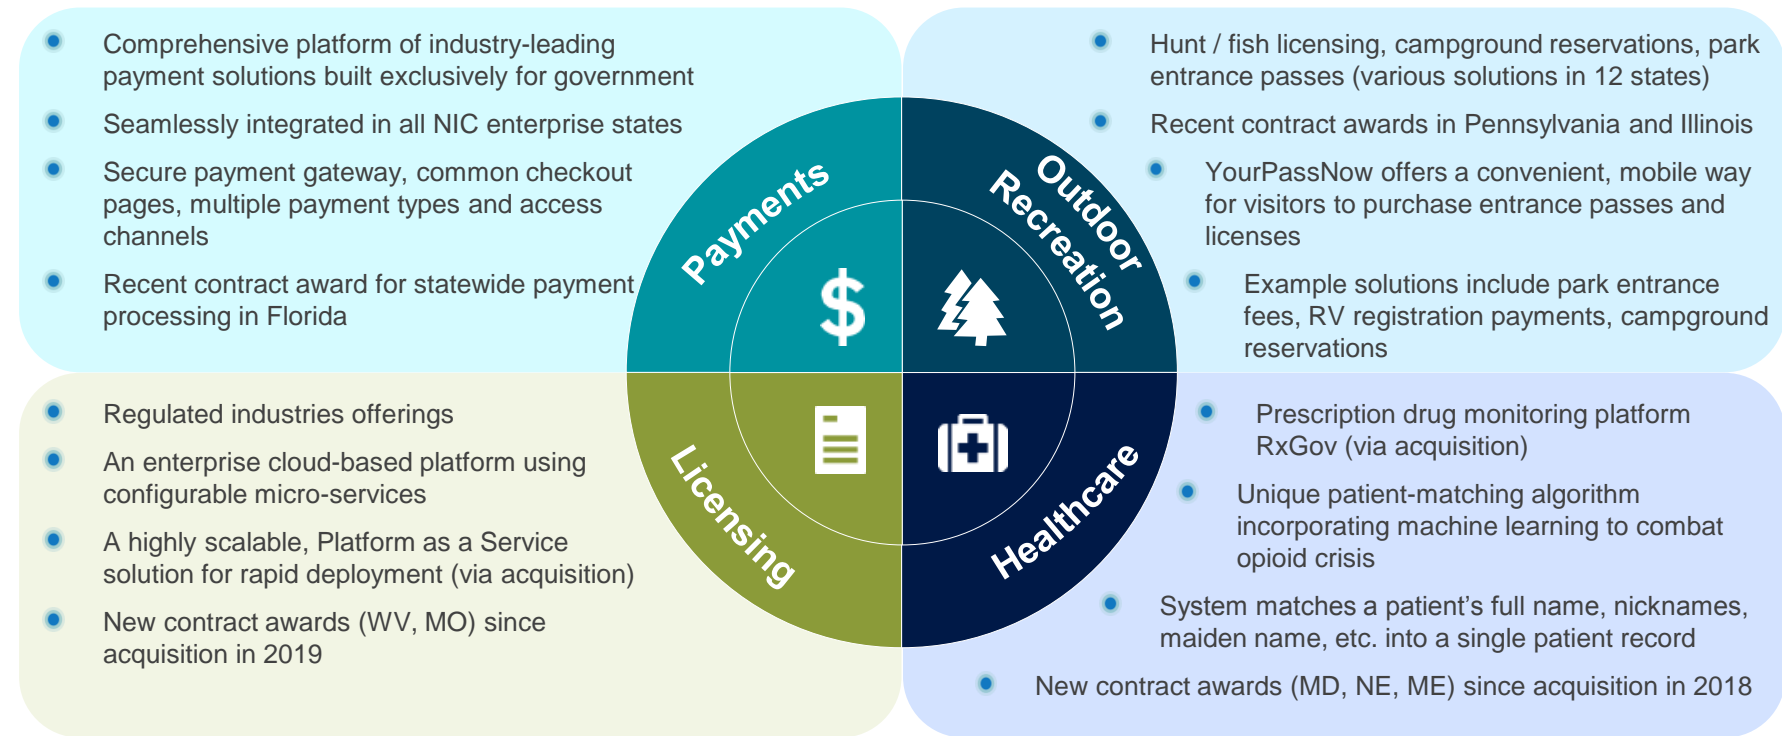 Comprehensive platform of industry-leading
payment solutions built exclusively for government
Seamlessly integrated in all NIC enterprise states
Secure payment gateway, common checkout
pages, multiple payment types and access
channels
Recent contract award for statewide payment
processing in Florida
Payments
$
Hunt / fish licensing, campground reservations, park
entrance passes (various solutions in 12 states)
Recent contract awards in Pennsylvania and Illinois
YourPassNow offers a convenient, mobile way
for visitors to purchase entrance passes and
licenses
Example solutions include park entrance
fees, RV registration payments, campground
reservations
Outdoor
Recreation
Regulated industries offerings
An enterprise cloud-based platform using
configurable micro-services
A highly scalable, Platform as a Service
solution for rapid deployment (via acquisition)
New contract awards (WV, MO) since
acquisition in 2019
Licensing
Prescription drug monitoring platform
RxGov (via acquisition)
Unique patient-matching algorithm
incorporating machine learning to combat
opioid crisis
System matches a patient’s full name, nicknames,
maiden name, etc. into a single patient record
New contract awards (MD, NE, ME) since acquisition in 2018
Healthcare